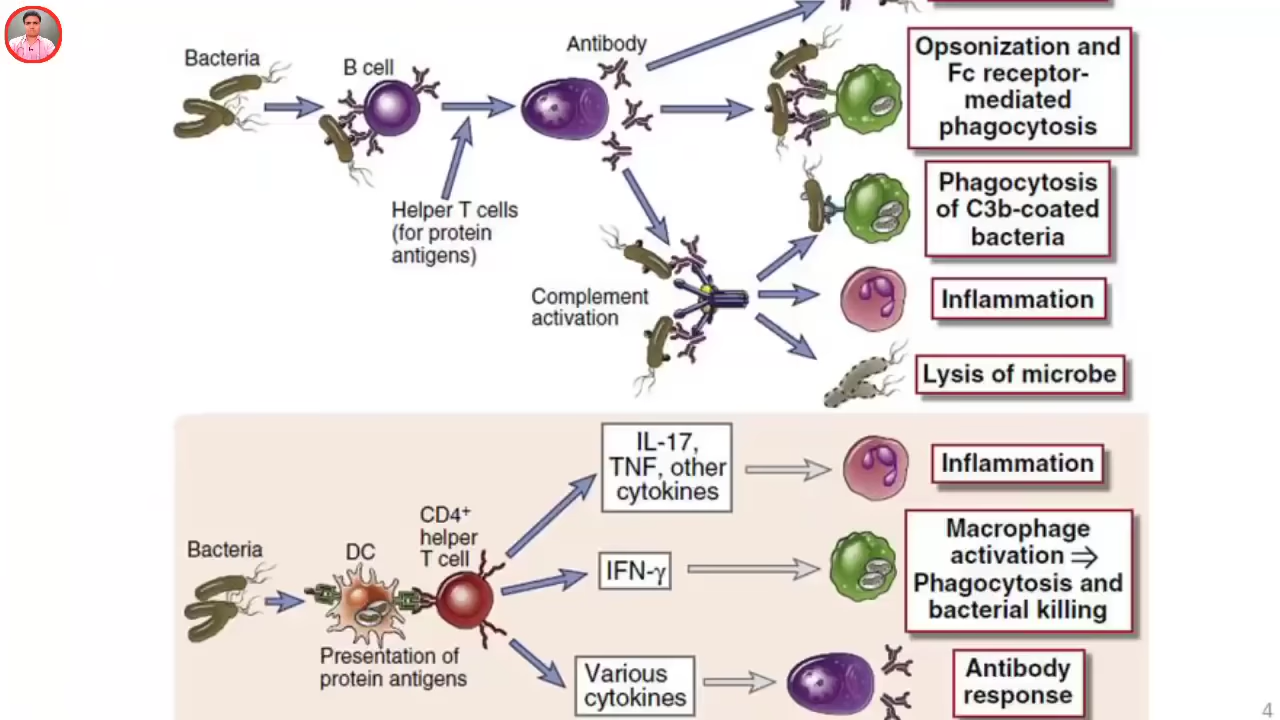 Bacteria
B cell
Antibody
Helper T cells
(for protein
antigens)
Complement
activation
Opsonization and
Fc receptor-
mediated
phagocytosis
Phagocytosis
of C3b-coated
bacteria
Inflammation
Lysis of microbe
Bacteria
DC
Presentation of
protein antigens
CD4+
helper
T cell
IL-17,
TNF, other
cytokines
Inflammation
IFN-γ
Macrophage
activation ⇒
Phagocytosis and
bacterial killing
Various
cytokines
Antibody
response
4